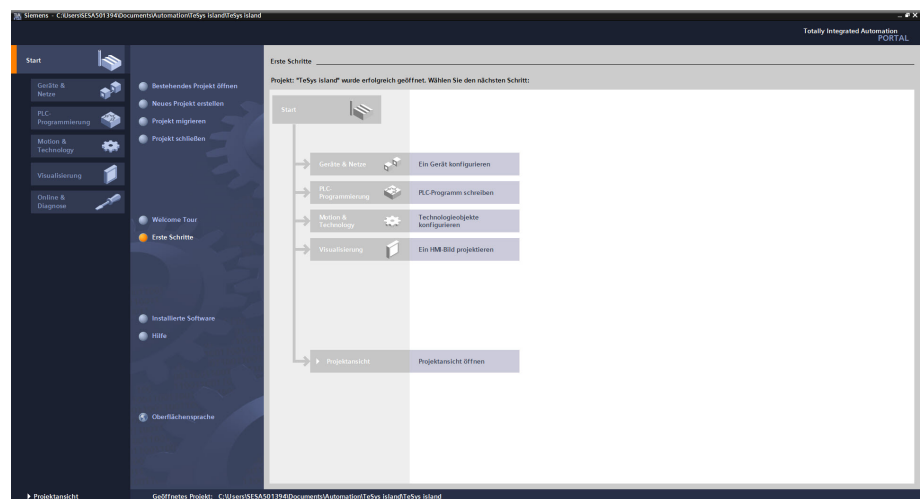 Siemens - C:\Users\SESA501394\Documents\Automation\TeSys island\TeSys island
Totally Integrated Automation
PORTAL
Start
Geräte &
Netze
PLC-
Programmierung
Motion &
Technology
Visualisierung
Online &
Diagnose
Bestehendes Projekt öffnen
Neues Projekt erstellen
Projekt migrieren
Projekt schließen
Welcome Tour
Erste Schritte
Installierte Software
Hilfe
Oberflächensprache
Erste Schritte
Projekt: "TeSys island" wurde erfolgreich geöffnet. Wählen Sie den nächsten Schritt:
Start
Geräte & Netze
Ein Gerät konfigurieren
PLC-
Programmierung
PLC-Programm schreiben
Motion &
Technology
Technologieobjekte
konfigurieren
Visualisierung
Ein HMI-Bild projektieren
Projektansicht
Projektansicht öffnen
Projektansicht
Geöffnetes Projekt: C:\Users\SESA501394\Documents\Automation\TeSys island\TeSys island